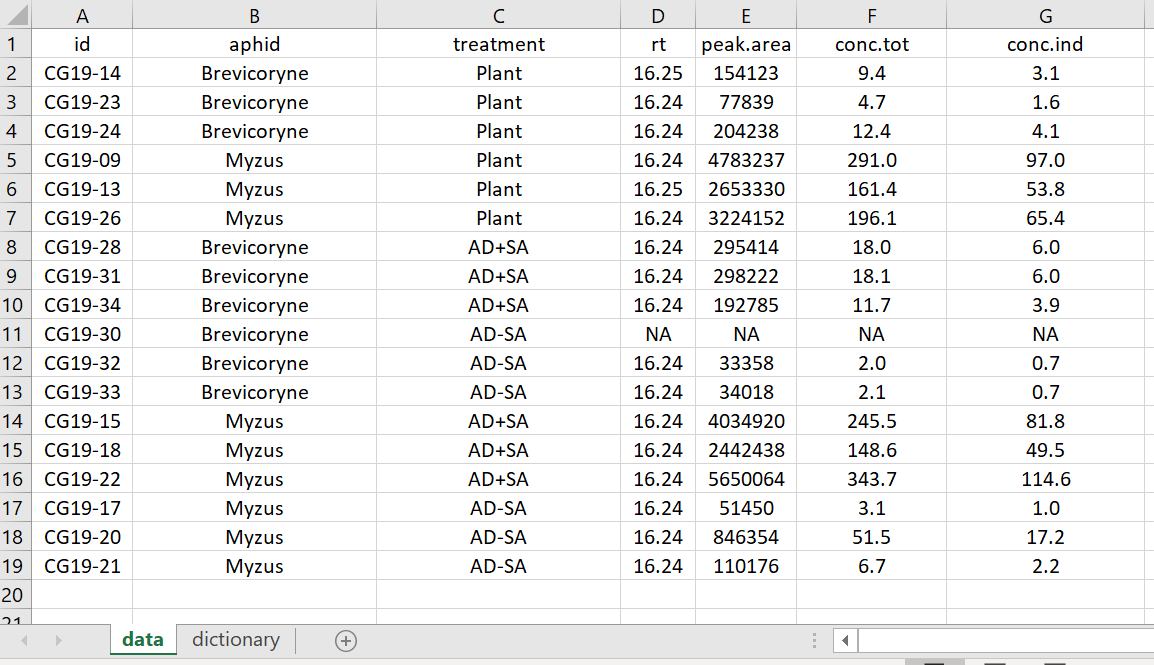 A B C D E F G
1 id aphid treatment rt peak.area conc.tot conc.ind
2 CG19-14 Brevicoryne Plant 16.25 154123 9.4 3.1
3 CG19-23 Brevicoryne Plant 16.24 77839 4.7 1.6
4 CG19-24 Brevicoryne Plant 16.24 204238 12.4 4.1
5 CG19-09 Myzus Plant 16.24 4783237 291.0 97.0
6 CG19-13 Myzus Plant 16.25 2653330 161.4 53.8
7 CG19-26 Myzus Plant 16.24 3224152 196.1 65.4
8 CG19-28 Brevicoryne AD+SA 16.24 295414 18.0 6.0
9 CG19-31 Brevicoryne AD+SA 16.24 298222 18.1 6.0
10 CG19-34 Brevicoryne AD+SA 16.24 192785 11.7 3.9
11 CG19-30 Brevicoryne AD-SA NA NA NA NA
12 CG19-32 Brevicoryne AD-SA 16.24 33358 2.0 0.7
13 CG19-33 Brevicoryne AD-SA 16.24 34018 2.1 0.7
14 CG19-15 Myzus AD+SA 16.24 4034920 245.5 81.8
15 CG19-18 Myzus AD+SA 16.24 2442438 148.6 49.5
16 CG19-22 Myzus AD+SA 16.24 5650064 343.7 114.6
17 CG19-17 Myzus AD-SA 16.24 51450 3.1 1.0
18 CG19-20 Myzus AD-SA 16.24 846354 51.5 17.2
19 CG19-21 Myzus AD-SA 16.24 110176 6.7 2.2
20
21
data dictionary